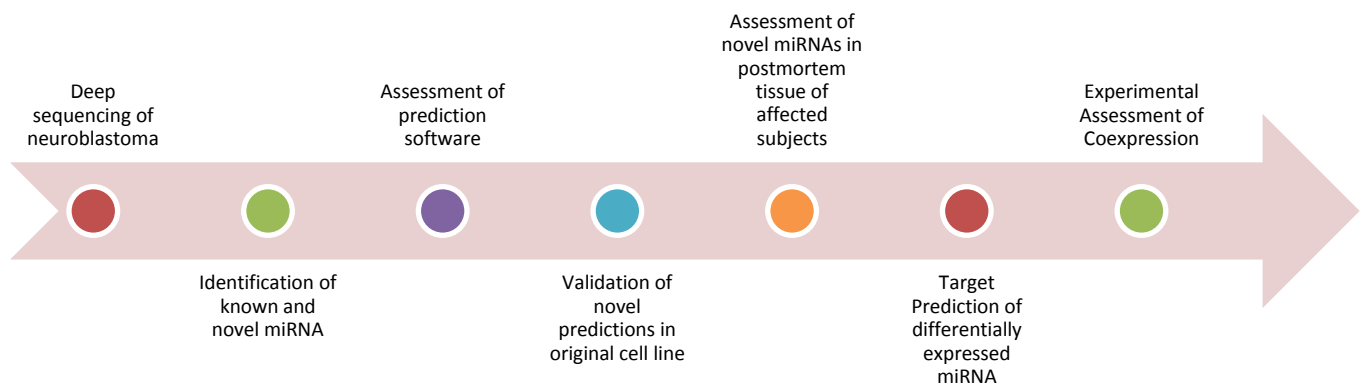 Deep
sequencing of
neuroblastoma
Identification of
known and
novel miRNA
Assessment of
prediction
software
Validation of
novel
predictions in
original cell line
Assessment of
novel miRNAs in
postmortem
tissue of
affected
subjects
Target
Prediction of
differentially
expressed
miRNA
Experimental
Assessment of
Coexpression